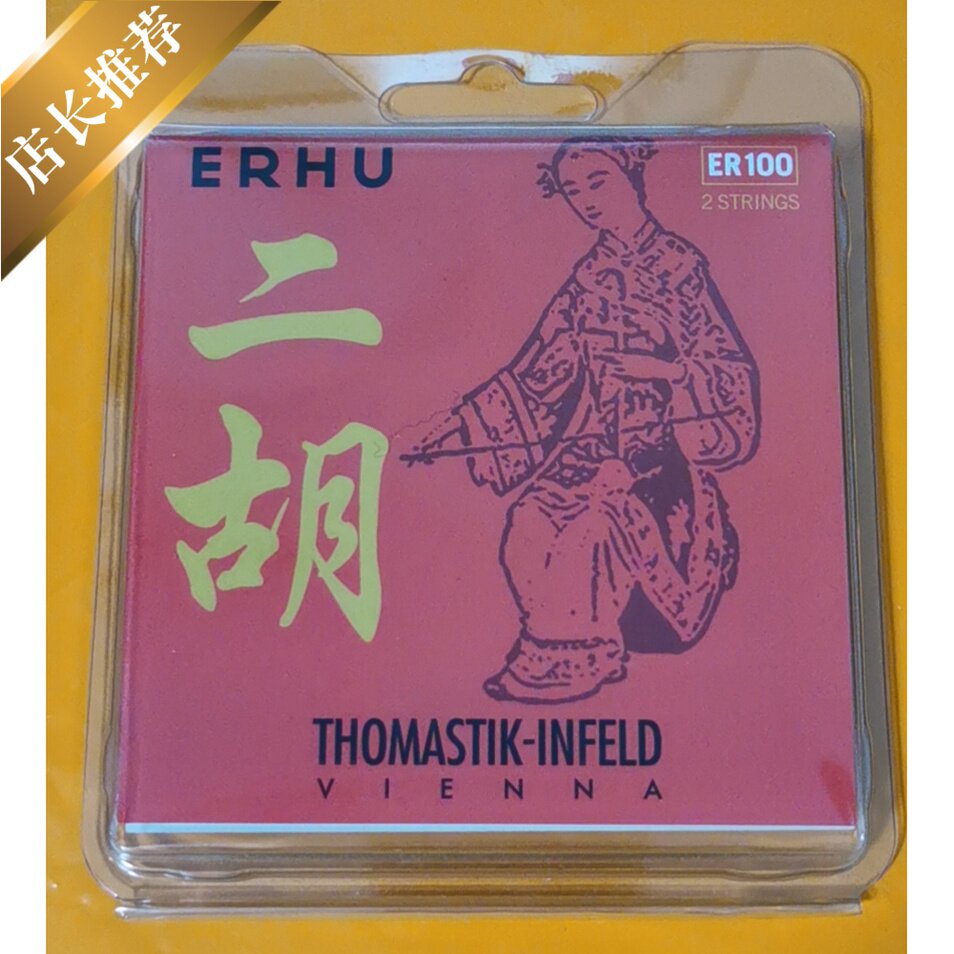 店长推荐
ERHU
ER100
2 STRINGS
二胡
THOMASTIK-INFELD
VIENNA